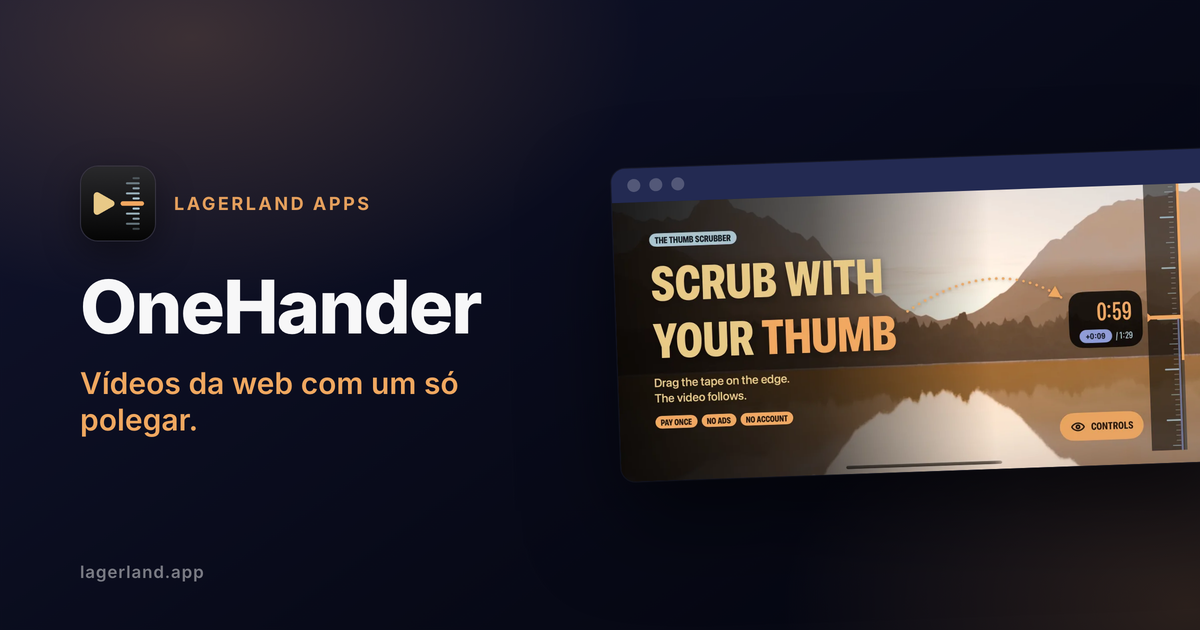 LAGERLAND APPS
OneHander
Vídeos da web com um só
polegar.
lagerland.app
THE THUMB SCRUBBER
SCRUB WITH
YOUR THUMB
Drag the tape on the edge.
The video follows.
PAY ONCE NO ADS NO ACCOUNT
0:59
+0:09 / 1:29
CONTROLS